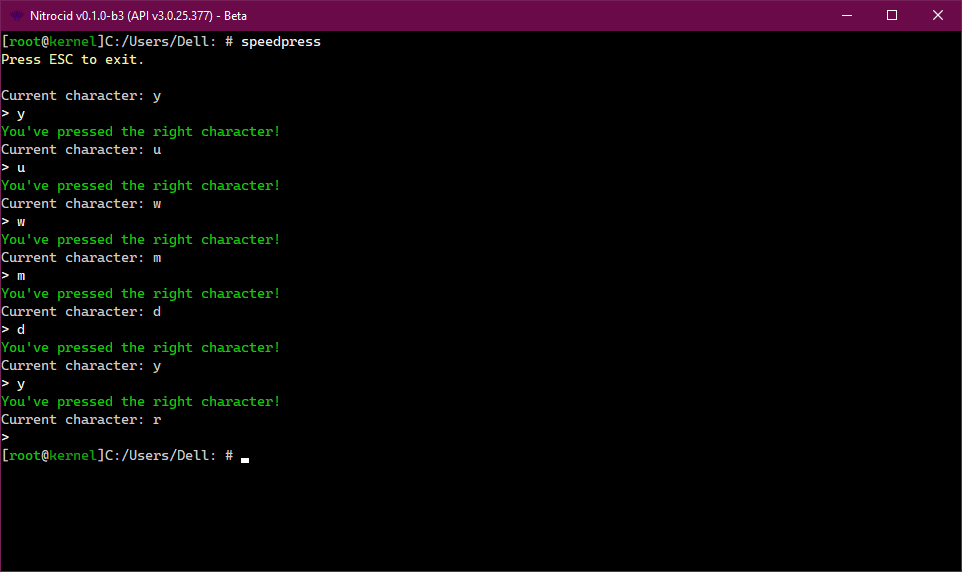 Nitrocid v0.1.0-b3 (API v3.0.25.377) - Beta
[root@kernel]C:/Users/Dell: # speedpress
Press ESC to exit.
Current character: y
> y
You've pressed the right character!
Current character: u
> u
You've pressed the right character!
Current character: w
> w
You've pressed the right character!
Current character: m
> m
You've pressed the right character!
Current character: d
> d
You've pressed the right character!
Current character: y
> y
You've pressed the right character!
Current character: r
>
[root@kernel]C:/Users/Dell: #